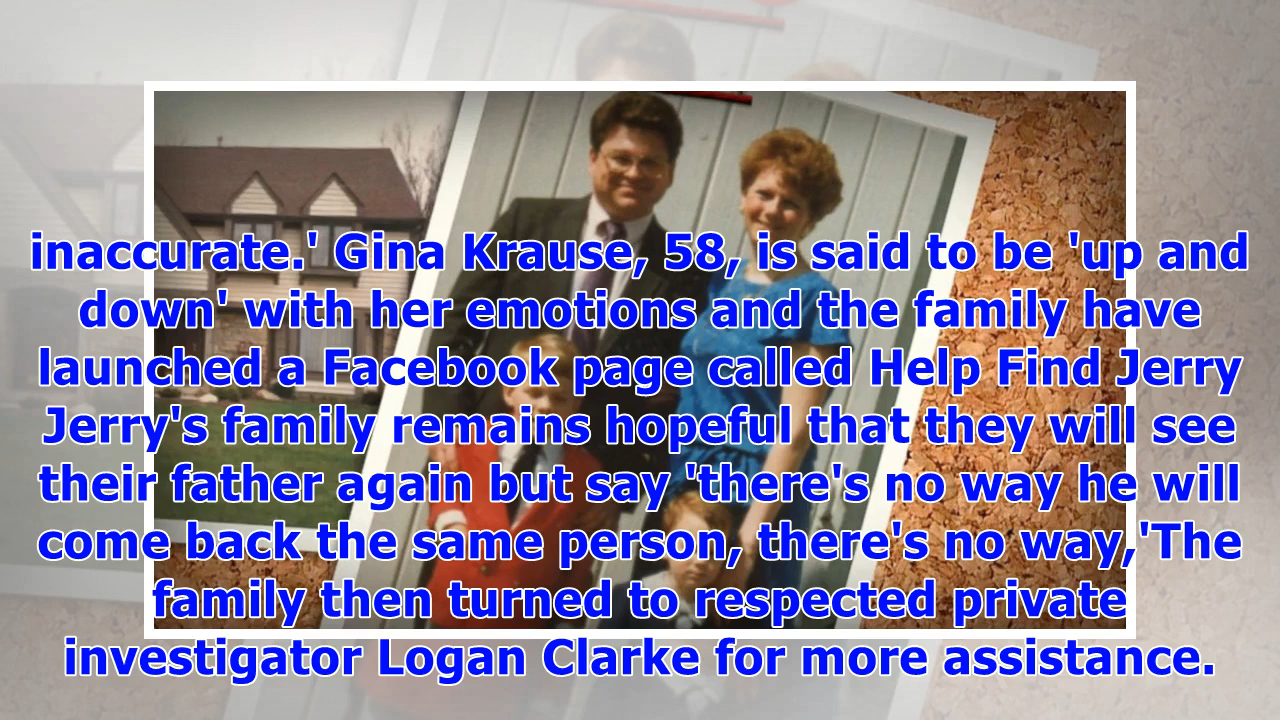 inaccurate.' Gina Krause, 58, is said to be 'up and
down' with her emotions and the family have
launched a Facebook page called Help Find Jerry
Jerry's family remains hopeful that they will see
their father again but say 'there's no way he will
come back the same person, there's no way,'The
family then turned to respected private
investigator Logan Clarke for more assistance.